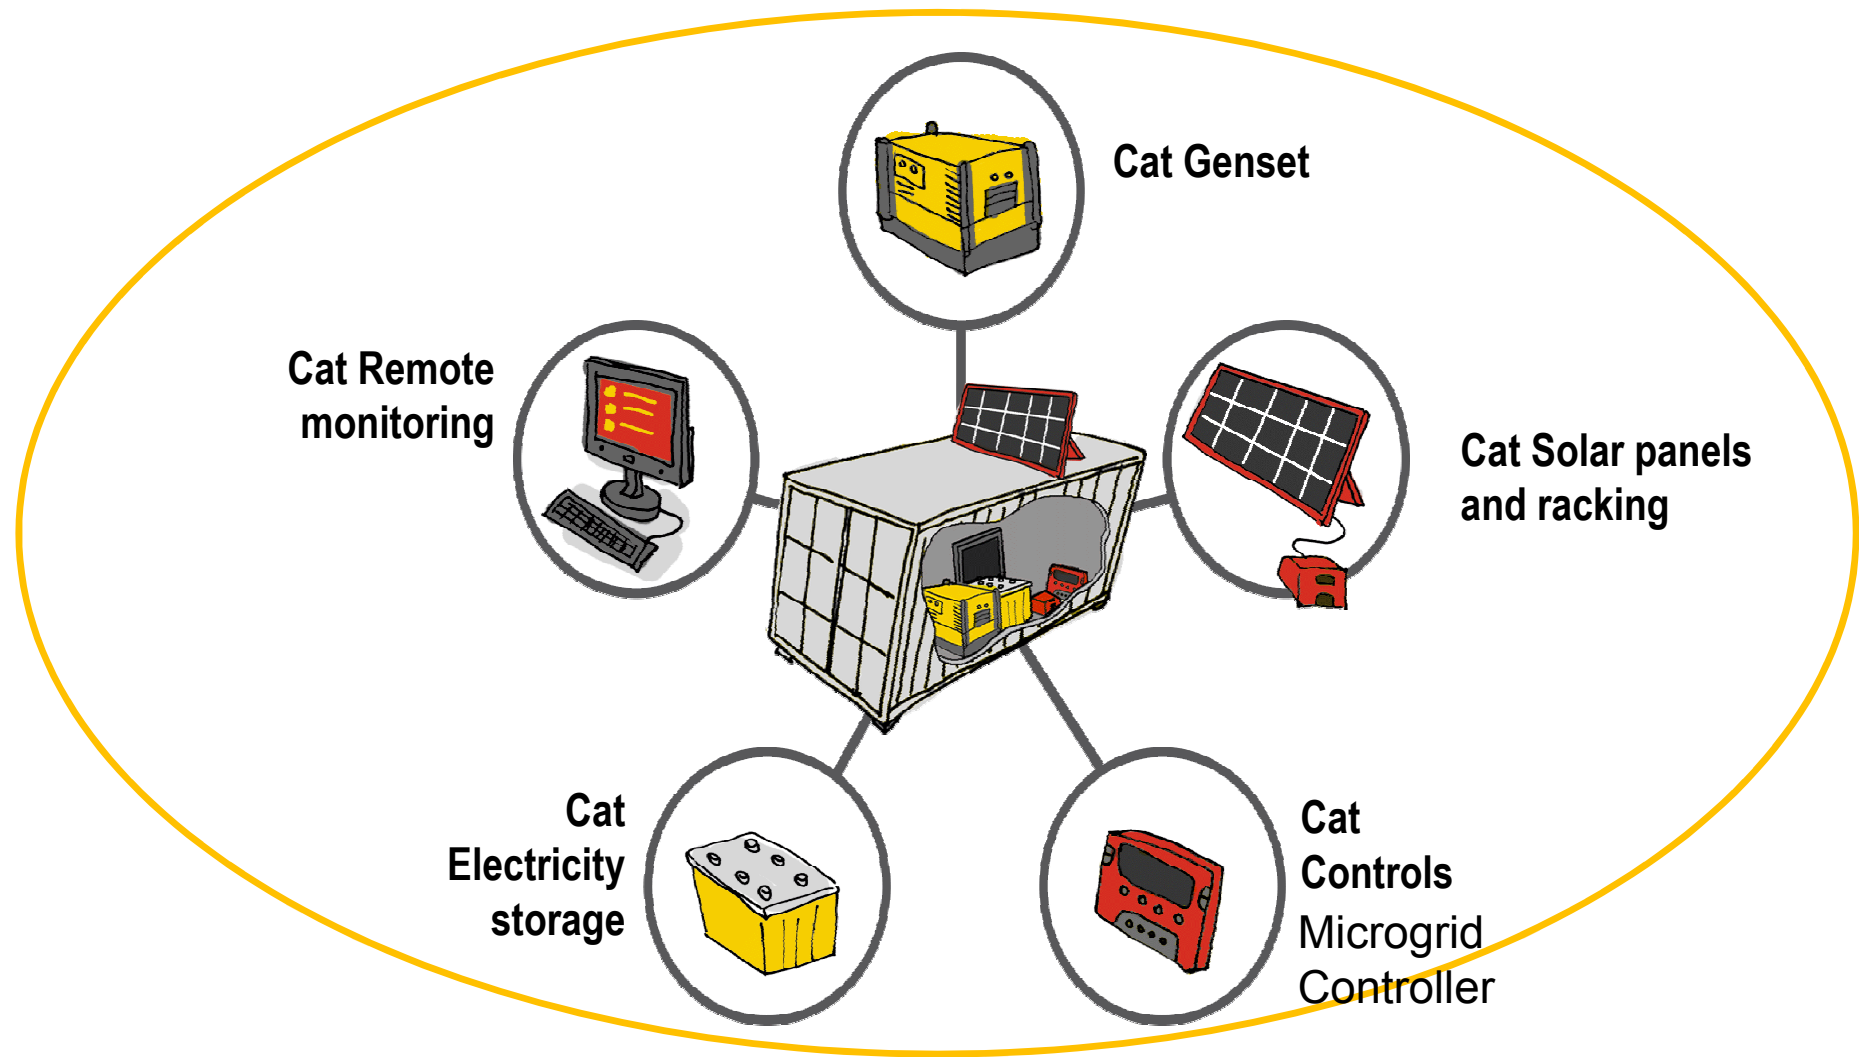 Cat Genset
Cat Remote
monitoring
Cat Solar panels
and racking
Cat
Electricity
storage
Cat
Controls
Microgrid
Controller